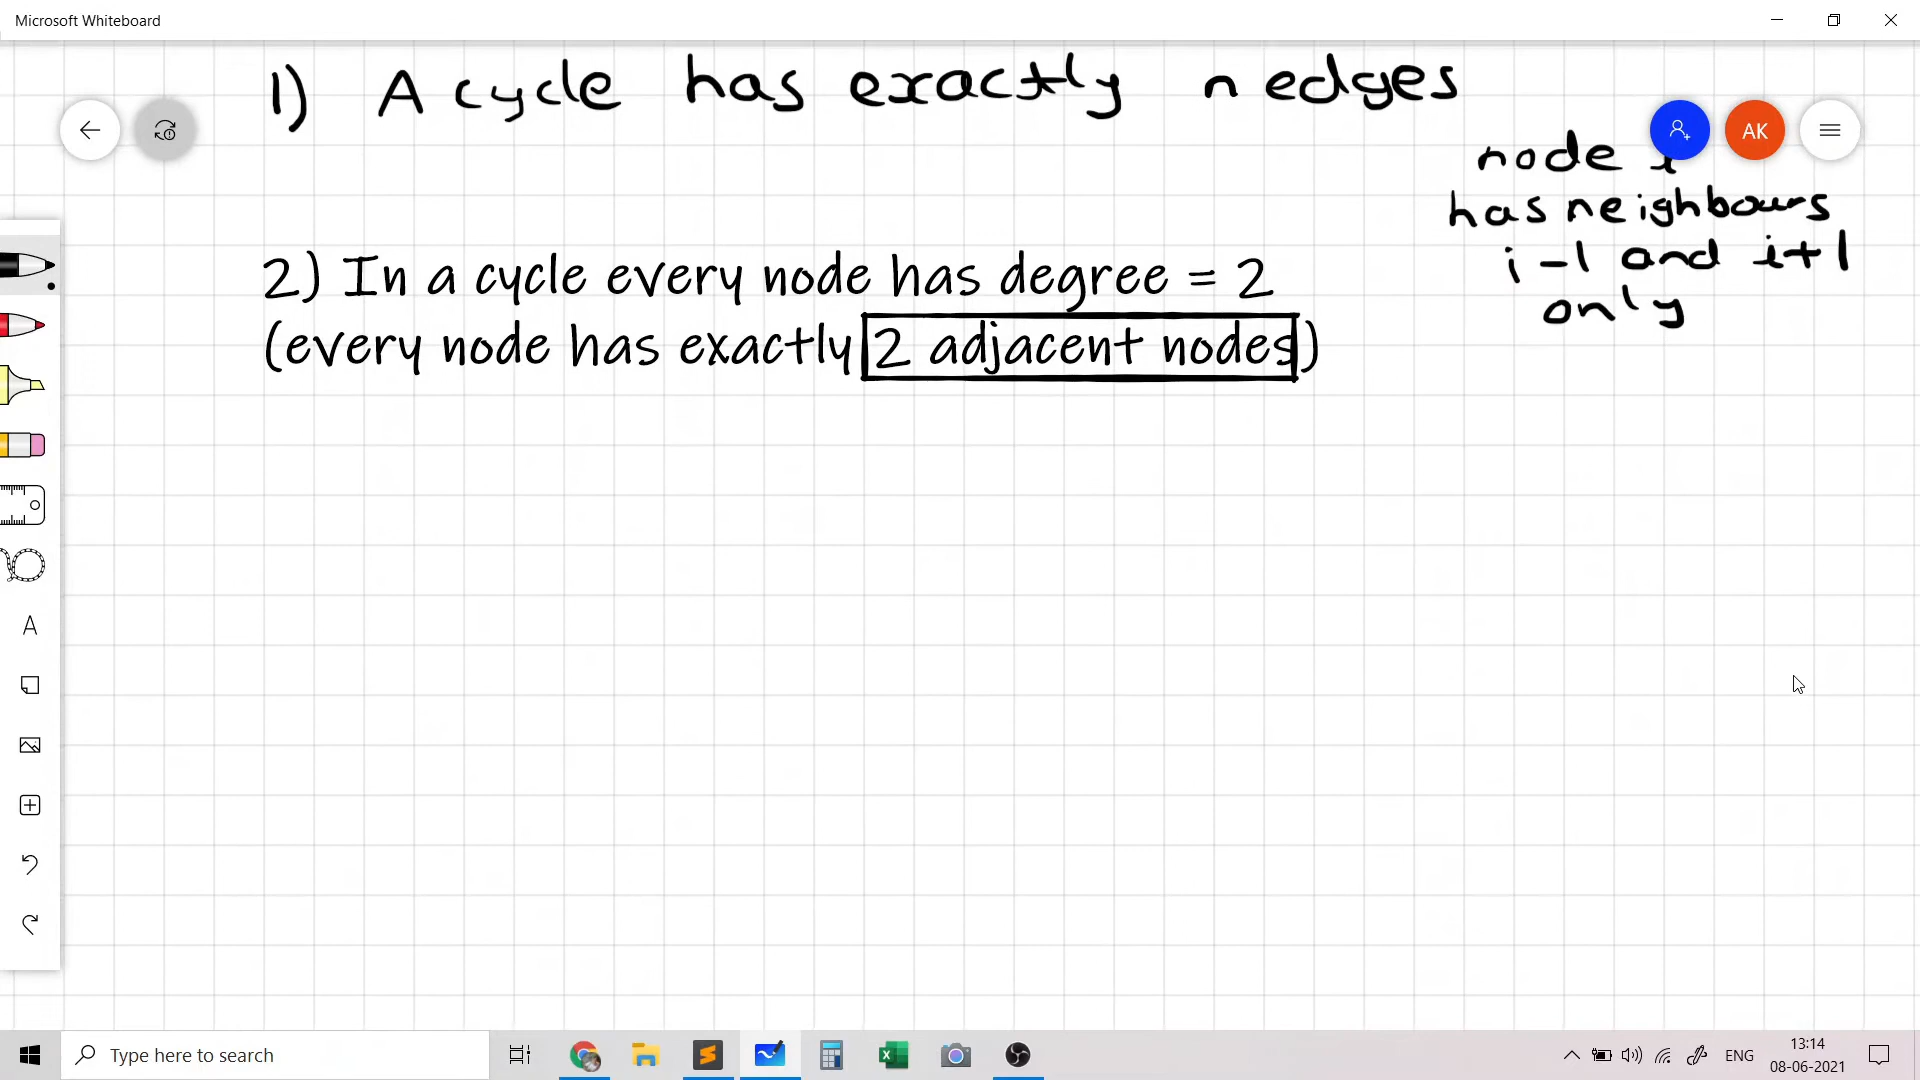 Microsoft Whiteboard
1) A cycle has exactly n edges
AK
node i
has neighbours
i-1 and i+1
only
2) In a cycle every node has degree = 2
(every node has exactly 2 adjacent nodes)
A
Type here to search
ENG
13:14
08-06-2021